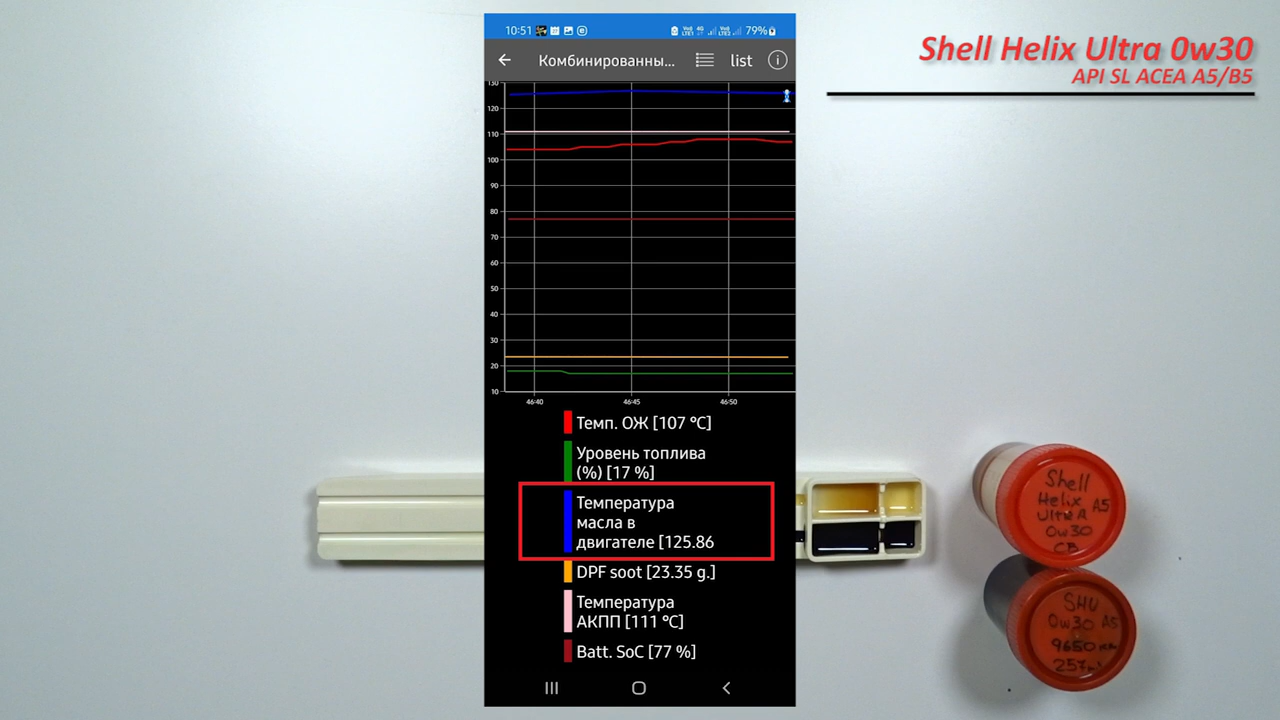 Shell Helix Ultra 0w30
API SL ACEA A5/B5
10:51
79%
Комбинированны...
list
130
120
110
100
90
80
70
60
50
40
30
20
10
46:40
46:45
46:50
Темп. ОЖ [107 °C]
Уровень топлива
(%) [17 %]
Температура
масла в
двигателе [125.86
DPF soot [23.35 g.]
Температура
АКПП [111 °C]
Batt. SoC [77 %]
Shell
Helix A5
Ultra
0w30
CB
SHU
0w30 A5
9650
257